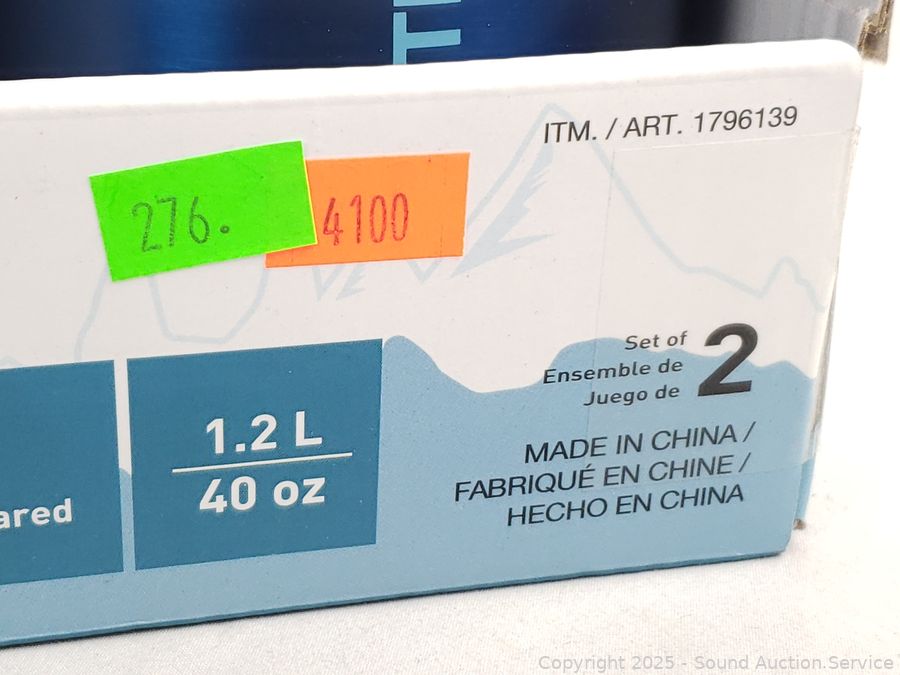 ITM. / ART. 1796139
276.
4100
Set of
Ensemble de
Juego de
2
1.2 L
40 oz
ared
MADE IN CHINA /
FABRIQUÉ EN CHINE /
HECHO EN CHINA
Copyright 2025 - Sound Auction Service